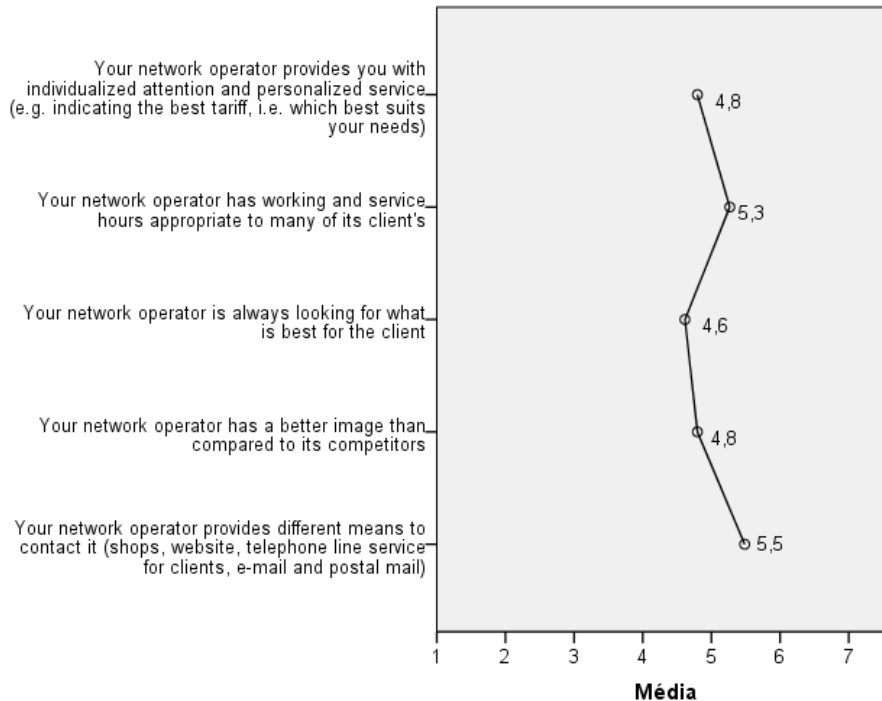 Your network operator provides you with
individualized attention and personalized service
(e.g. indicating the best tariff, i.e. which best suits
your needs)
4,8
Your network operator has working and service
hours appropriate to many of its client's
5,3
Your network operator is always looking for what
is best for the client
4,6
Your network operator has a better image than
compared to its competitors
4,8
Your network operator provides different means to
contact it (shops, website, telephone line service
for clients, e-mail and postal mail)
5,5
1 2 3 4 5 6 7
Média